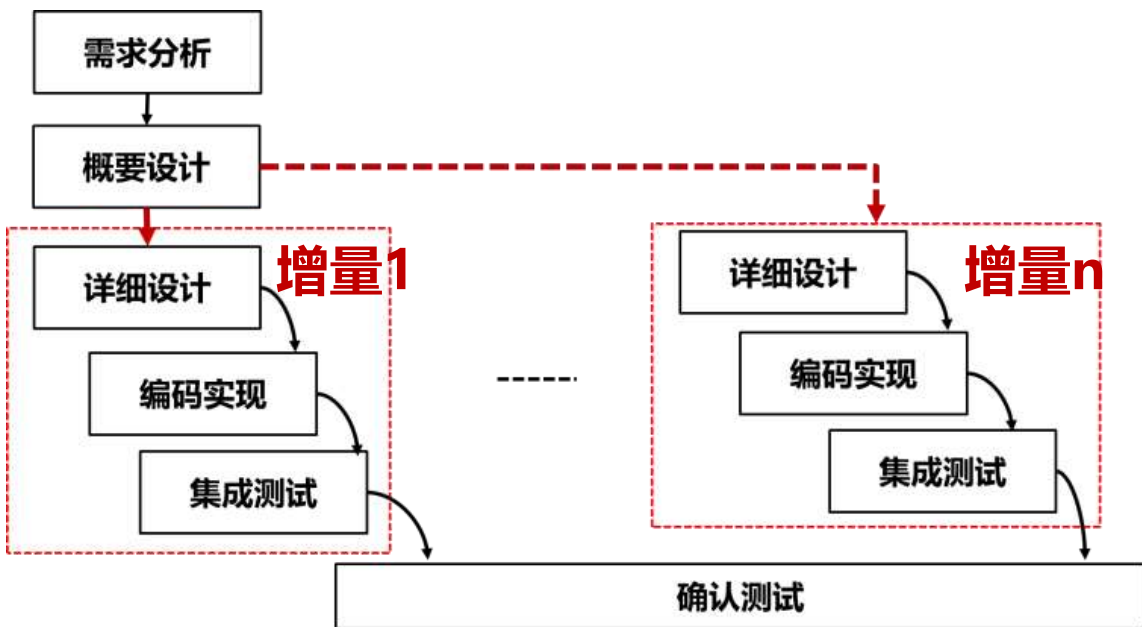 需求分析
概要设计
增量1
详细设计
编码实现
集成测试
增量n
详细设计
编码实现
集成测试
确认测试